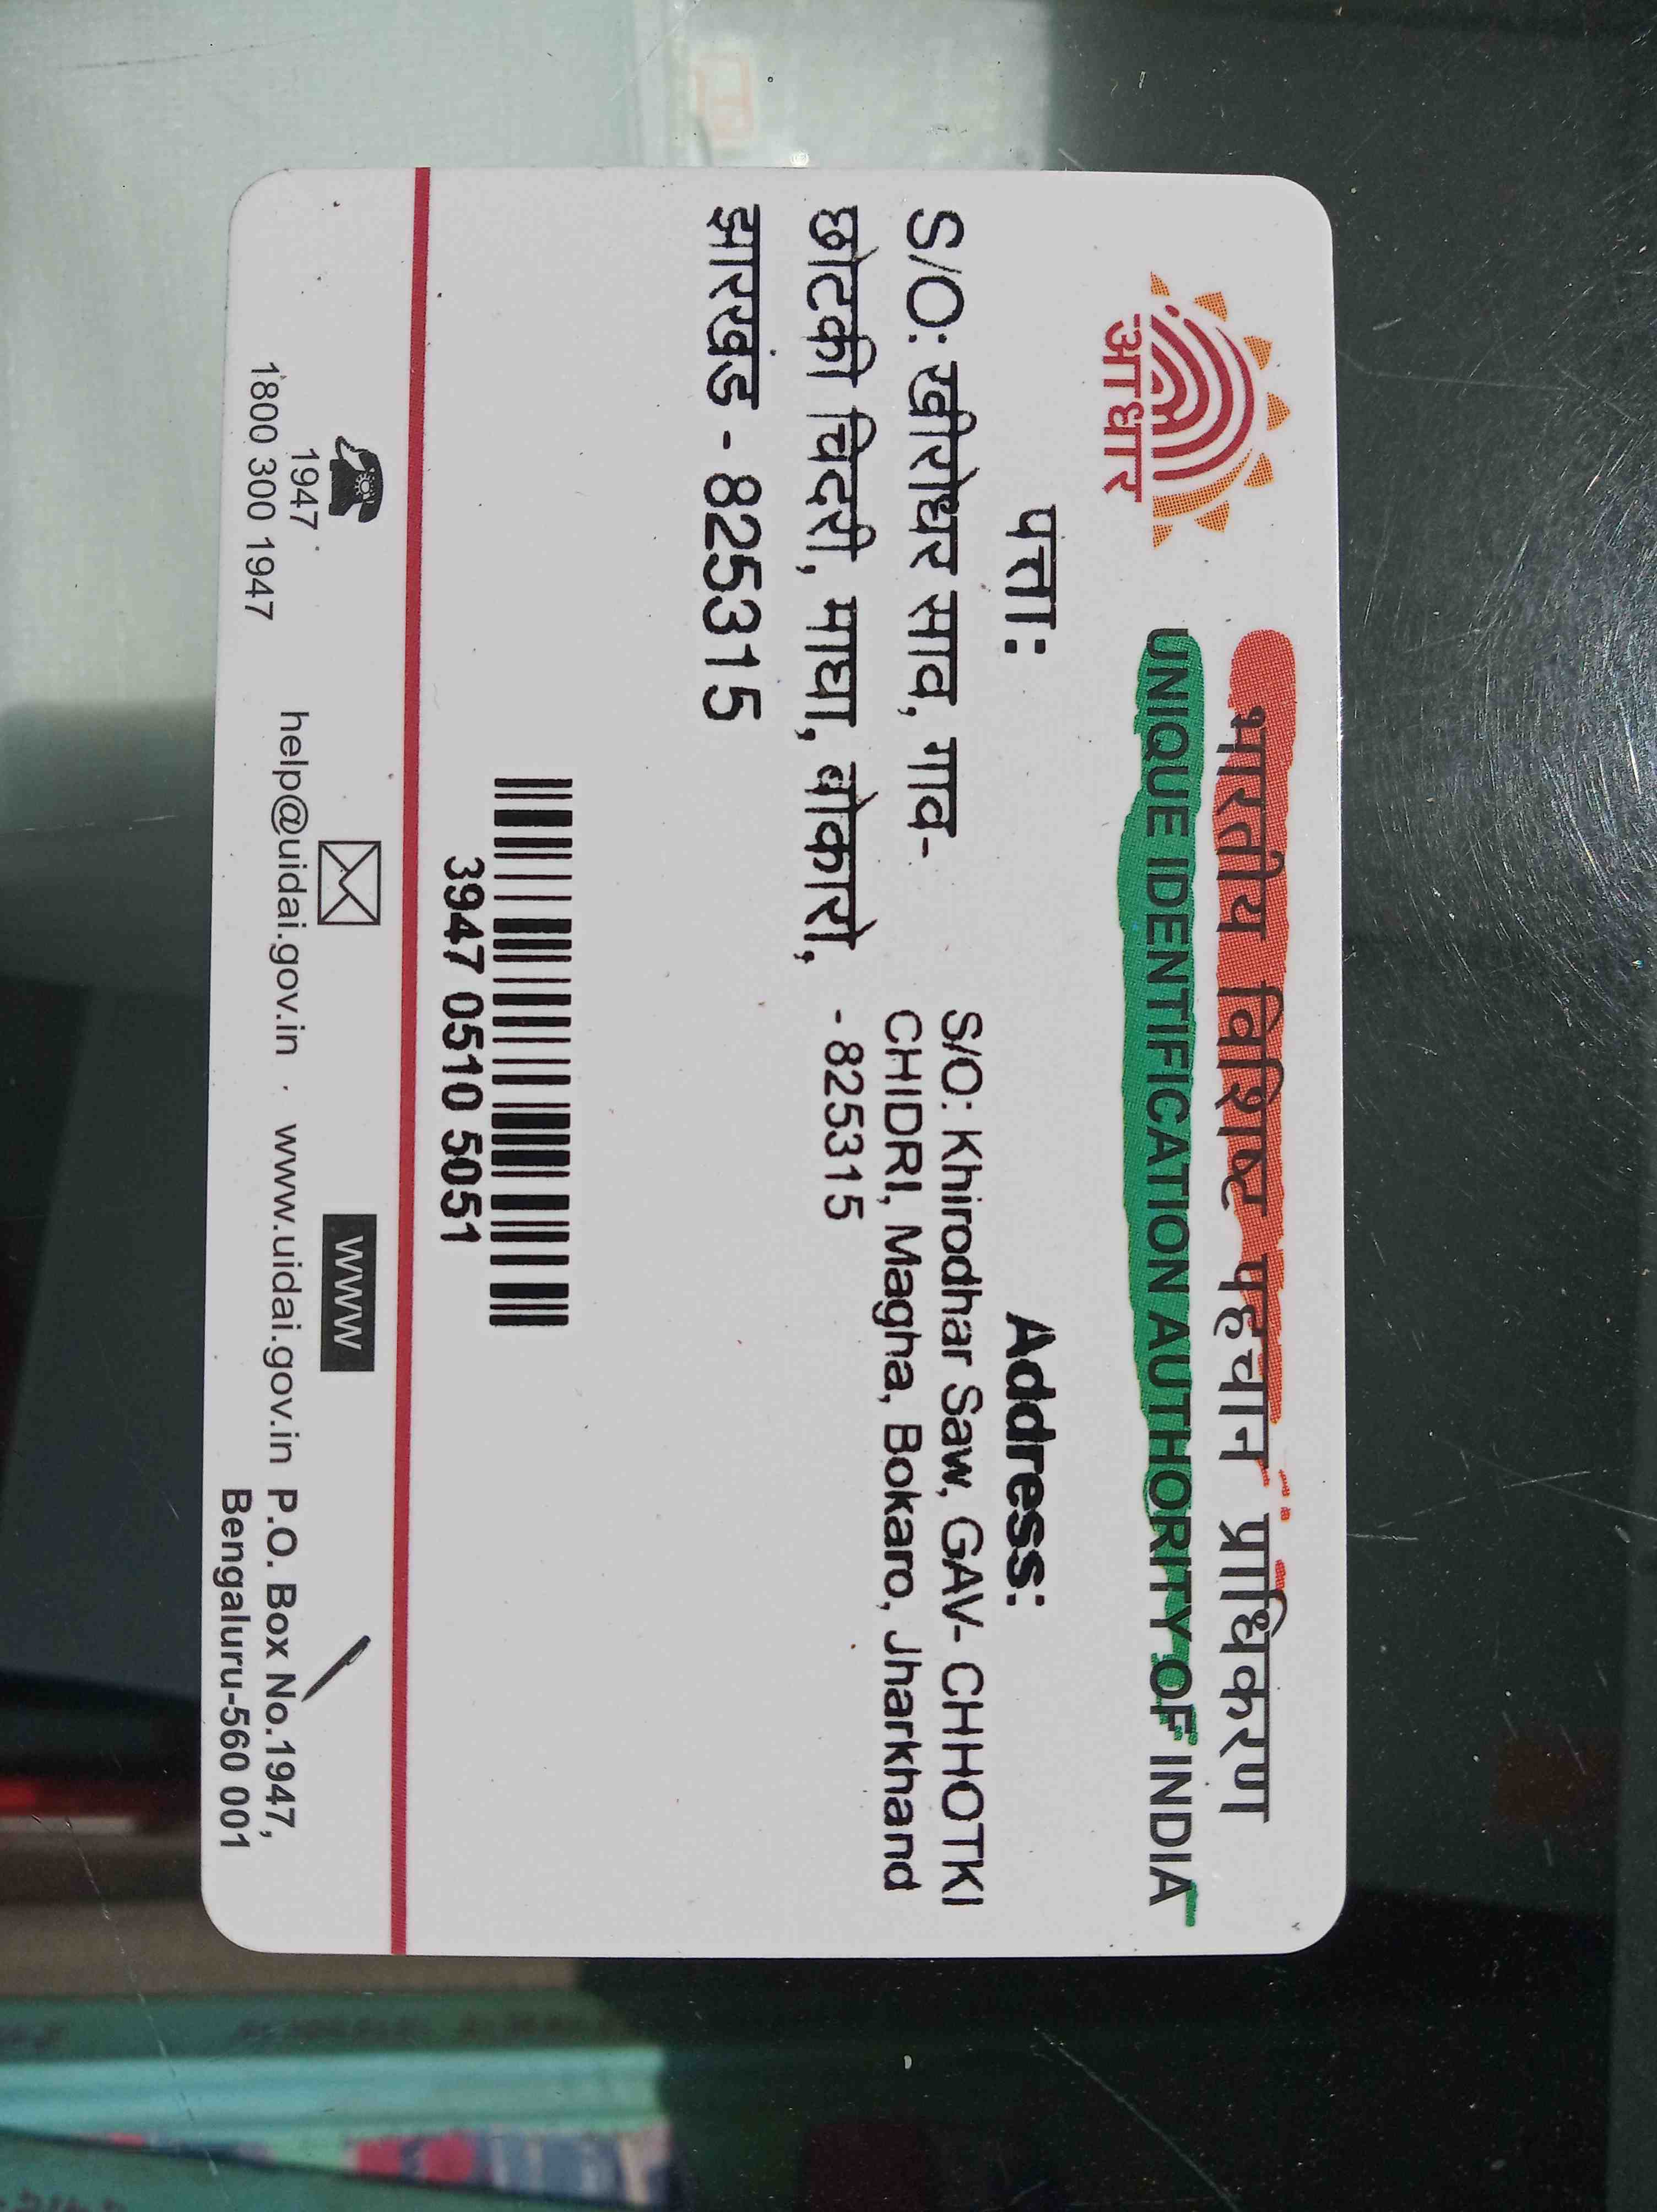 आधार
भारतीय विशिष्ट पहचान प्राधिकरण
UNIQUE IDENTIFICATION AUTHORITY OF INDIA
पत्ता:
S/O: खीरोधर साव, गाव-
छोटकी चिदरी, माघा, बोकारो,
झारखंड - 825315
Address:
S/O: Khirodhar Saw, GAV- CHHOTKI
CHIDRI, Magha, Bokaro, Jharkhand
- 825315
3947 0510 5051
1947
1800 300 1947
help@uidai.gov.in
WWW
www.uidai.gov.in
P.O. Box No.1947,
Bengaluru-560 001